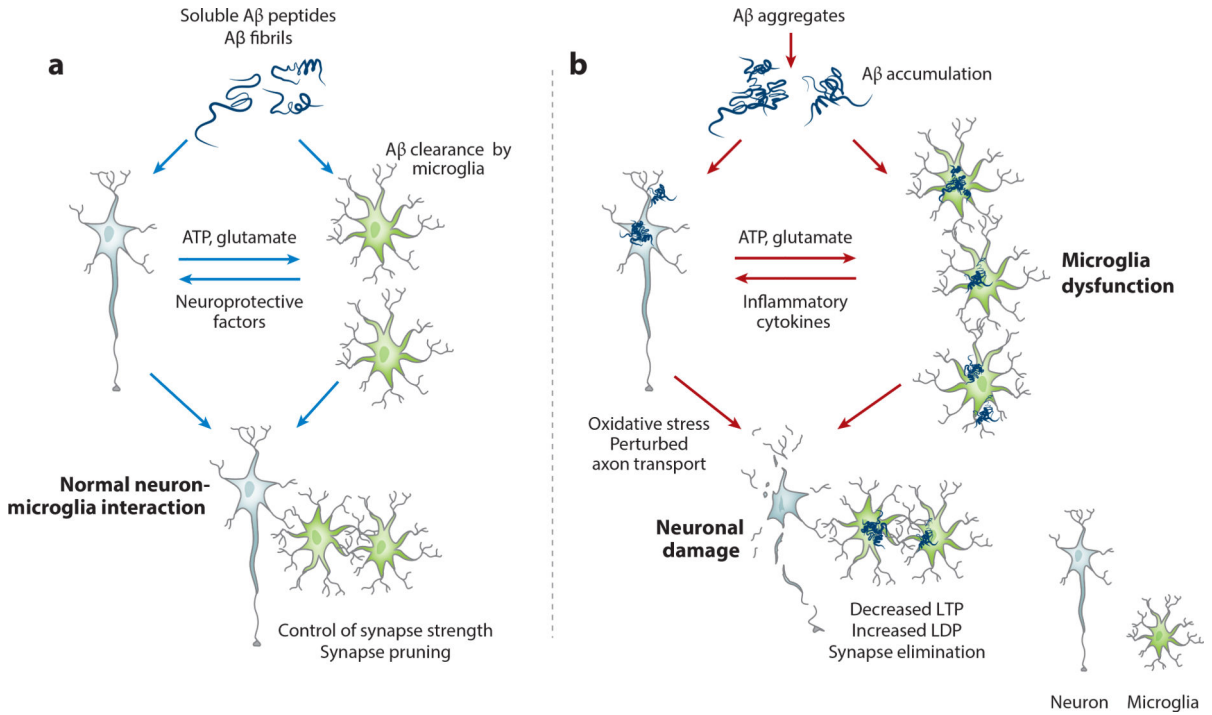 a
Soluble Aβ peptides
Aβ fibrils
Aβ clearance by
microglia
ATP, glutamate
Neuroprotective
factors
Normal neuron-
microglia interaction
Control of synapse strength
Synapse pruning
b
Aβ aggregates
Aβ accumulation
ATP, glutamate
Inflammatory
cytokines
Microglia
dysfunction
Oxidative stress
Perturbed
axon transport
Neuronal
damage
Decreased LTP
Increased LDP
Synapse elimination
Neuron
Microglia